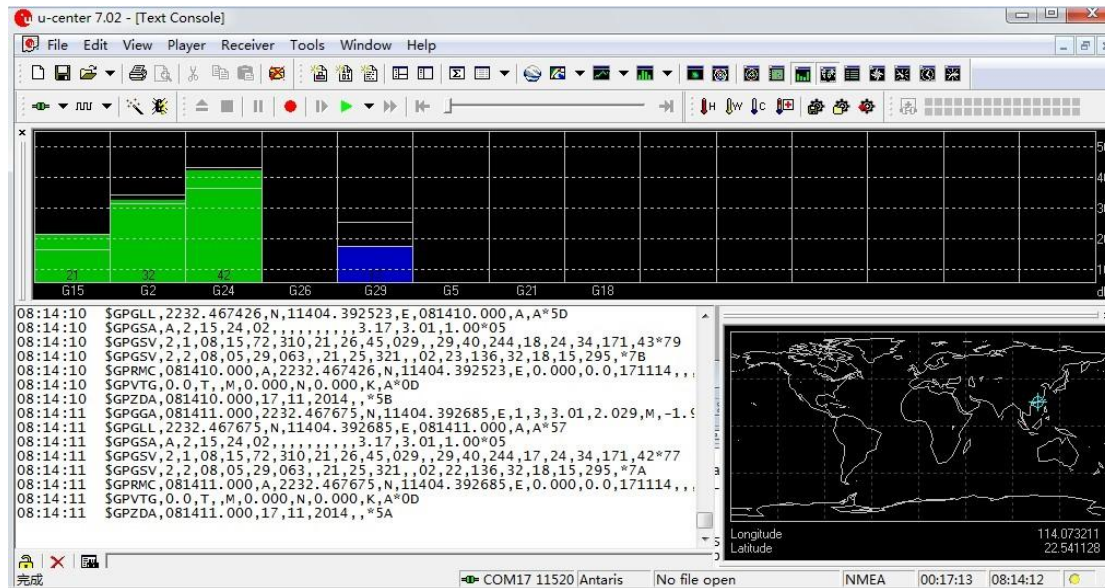 u-center 7.02 - [Text Console]
File Edit View Player Receiver Tools Window Help
21 32 42
G15 G2 G24 G26 G29 G5 G21 G18
08:14:10 $GPGLL,2232.467426,N,11404.392523,E,081410.000,A,A*5D
08:14:10 $GPGSA,A,2,15,24,02,,,,,,,,,,3.17,3.01,1.00*05
08:14:10 $GPGSV,2,1,08,15,72,310,21,26,45,029,,29,40,244,18,24,34,171,43*79
08:14:10 $GPGSV,2,2,08,05,29,063,,21,25,321,,02,23,136,32,18,15,295,*7B
08:14:10 $GPRMC,081410.000,A,2232.467426,N,11404.392523,E,0.000,0.0,171114,,,
08:14:10 $GPVTG,0.0,T,,M,0.000,N,0.000,K,A*0D
08:14:10 $GPZDA,081410.000,17,11,2014,,*5B
08:14:11 $GPGGA,081411.000,2232.467675,N,11404.392685,E,1,3,3.01,2.029,M,-1.9
08:14:11 $GPGLL,2232.467675,N,11404.392685,E,081411.000,A,A*57
08:14:11 $GPGSA,A,2,15,24,02,,,,,,,,,,3.17,3.01,1.00*05
08:14:11 $GPGSV,2,1,08,15,72,310,21,26,45,029,,29,40,244,17,24,34,171,42*77
08:14:11 $GPGSV,2,2,08,05,29,063,,21,25,321,,02,22,136,32,18,15,295,*7A
08:14:11 $GPRMC,081411.000,A,2232.467675,N,11404.392685,E,0.000,0.0,171114,,,
08:14:11 $GPVTG,0.0,T,,M,0.000,N,0.000,K,A*0D
08:14:11 $GPZDA,081411.000,17,11,2014,,*5A
Longitude 114.073211
Latitude 22.541128
完成 COM17 11520 Antaris No file open NMEA 00:17:13 08:14:12